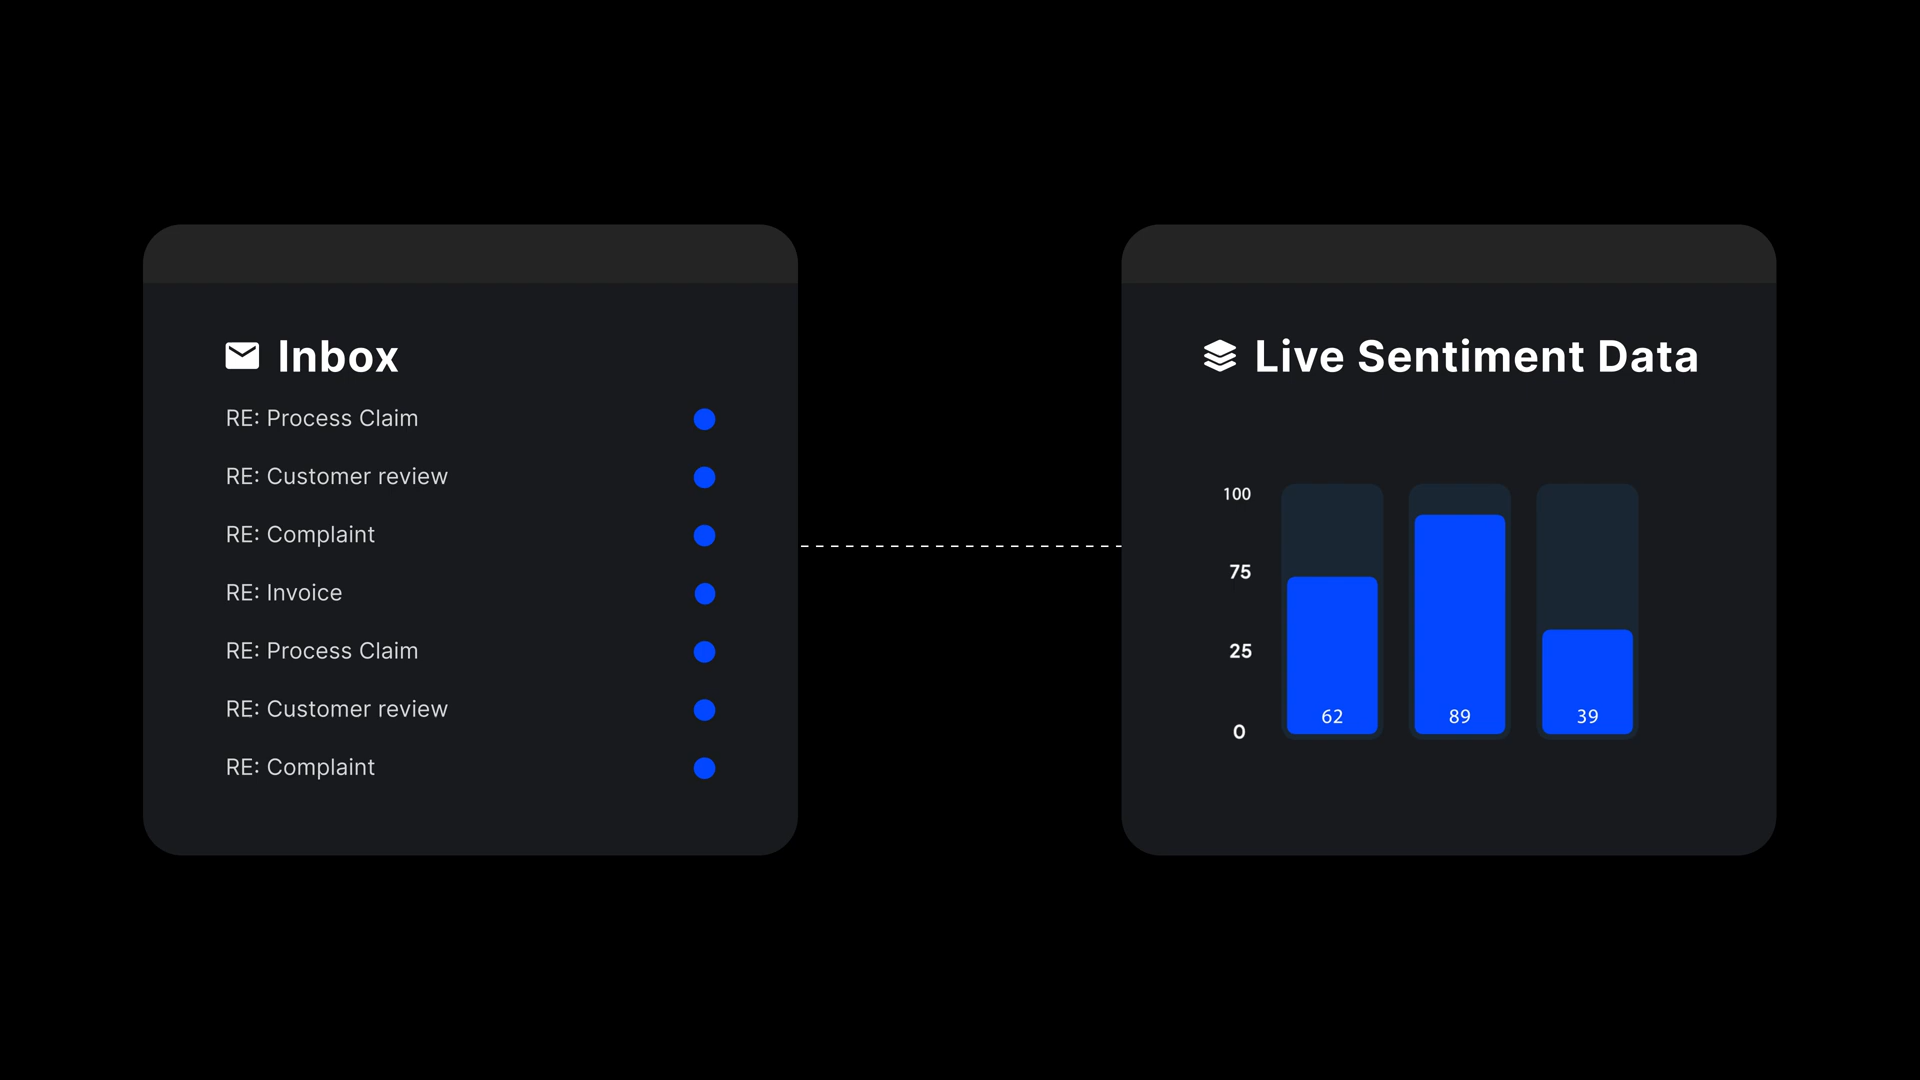 Inbox
RE: Process Claim
RE: Customer review
RE: Complaint
RE: Invoice
RE: Process Claim
RE: Customer review
RE: Complaint
Live Sentiment Data
100
75
25
0
62
89
39